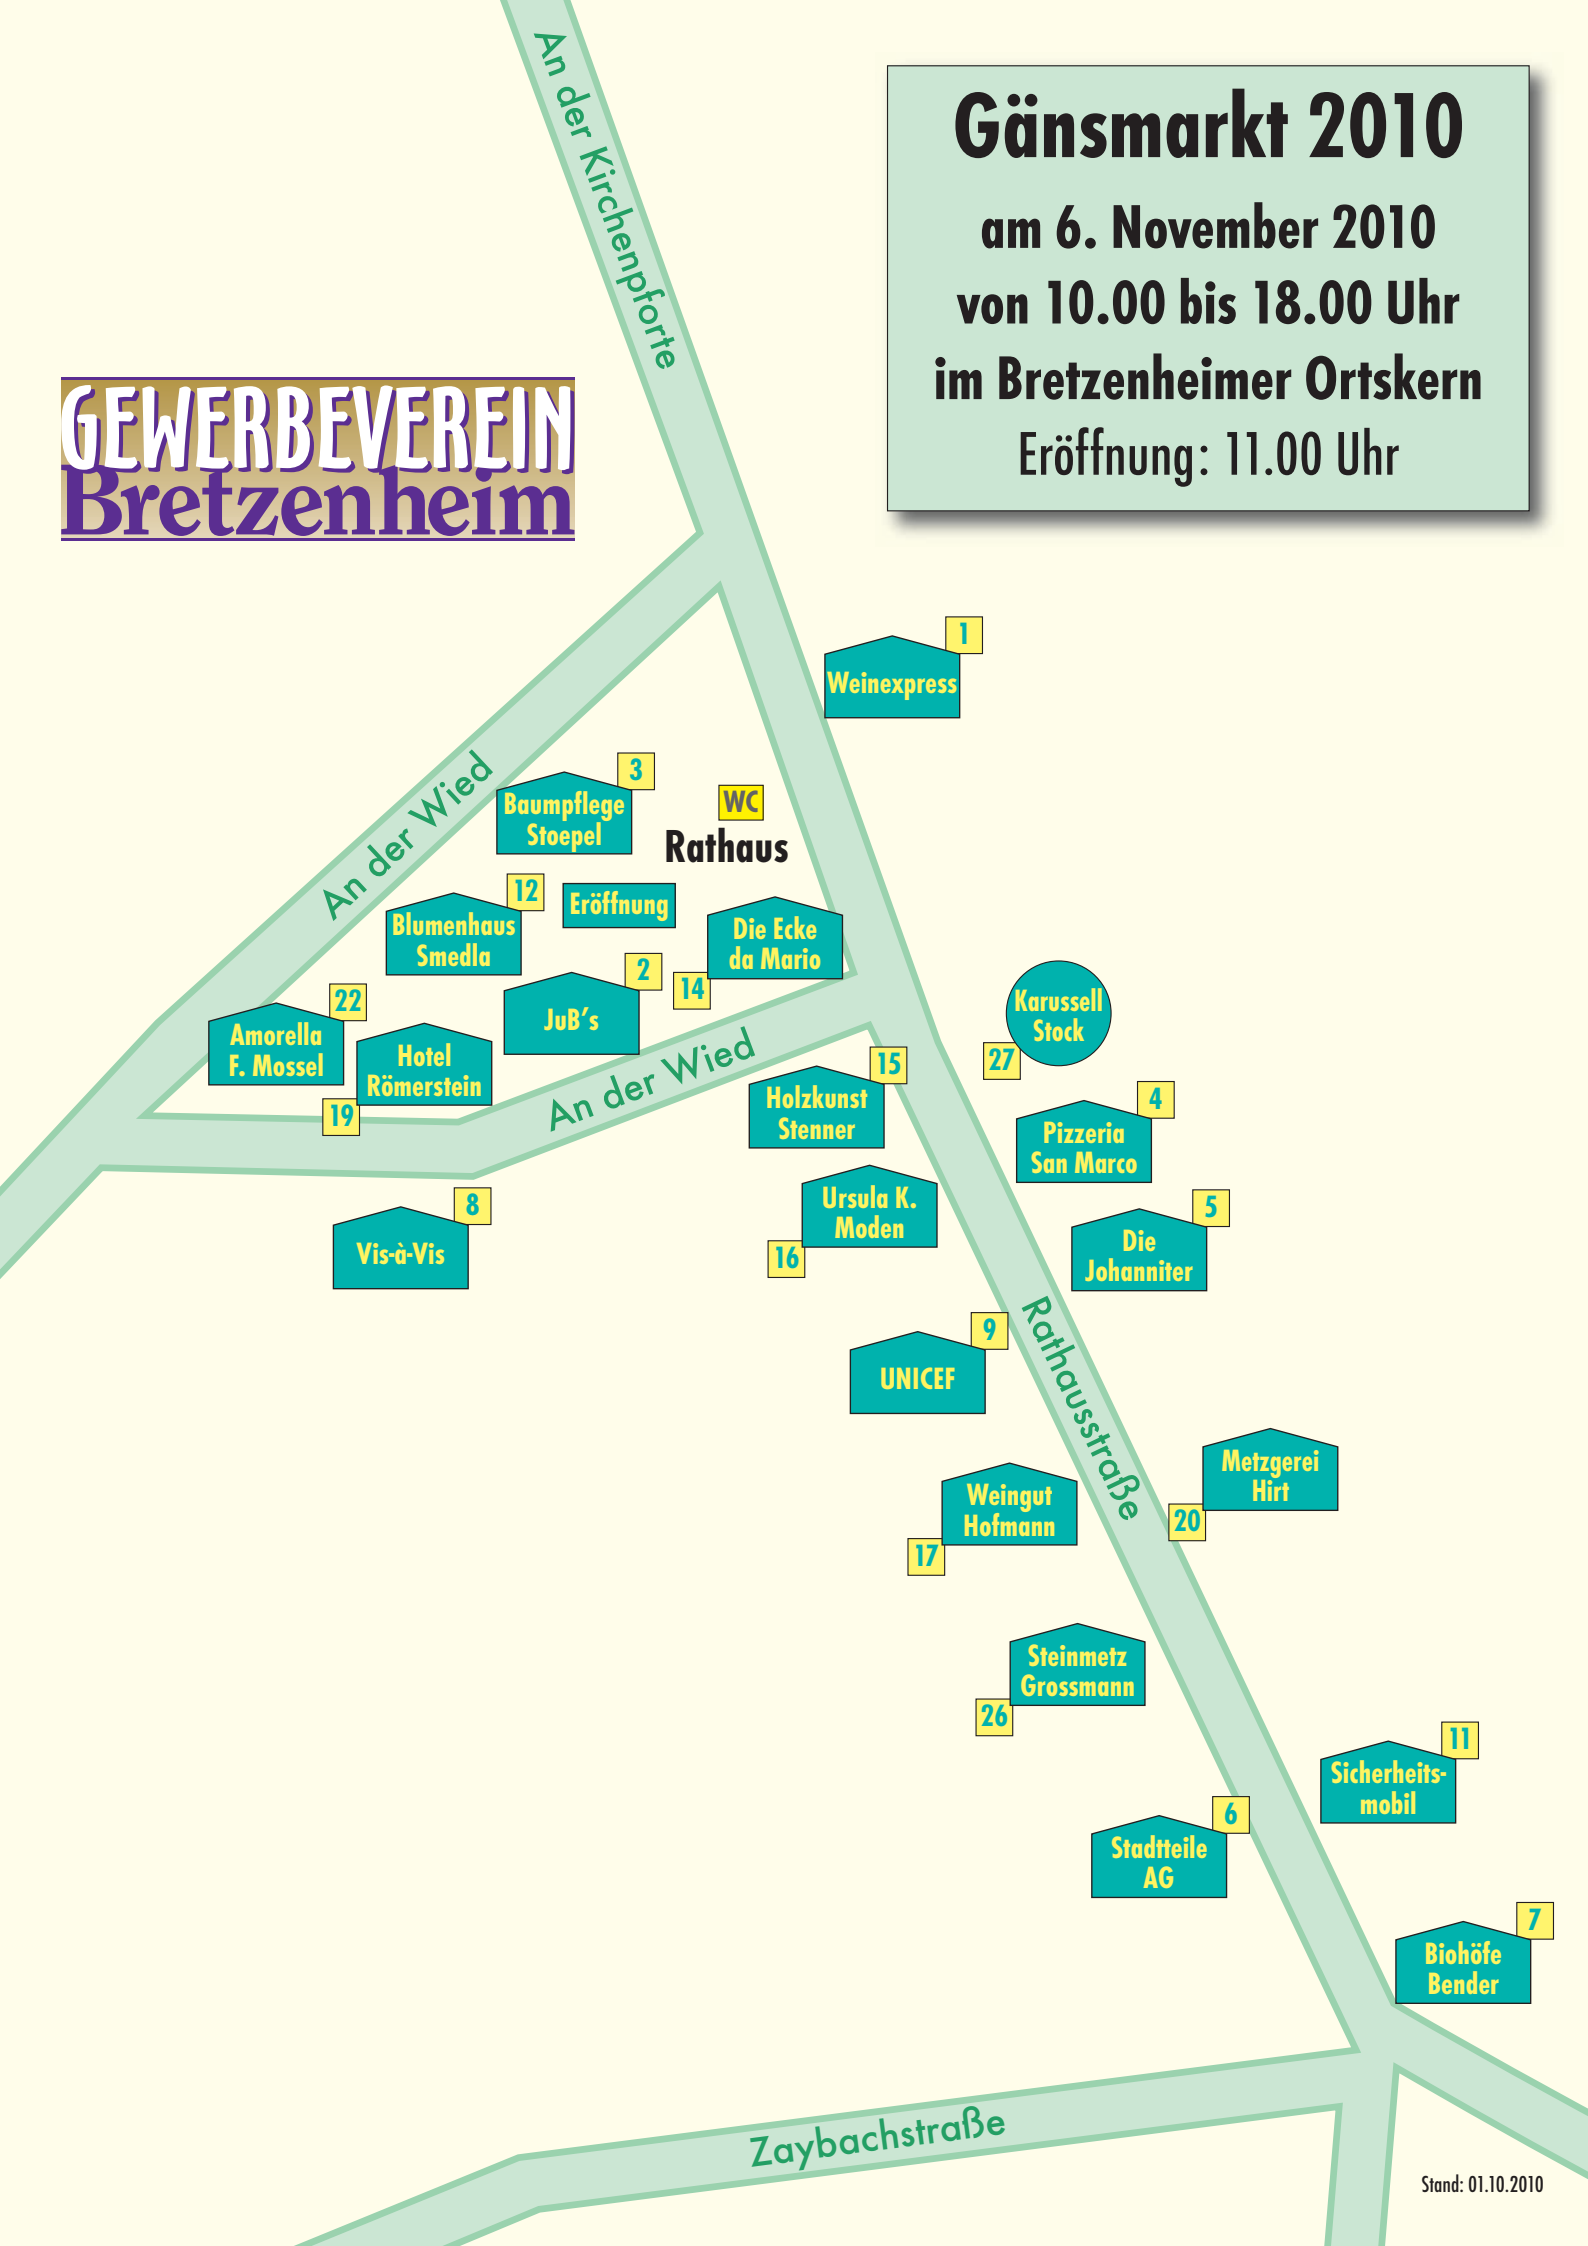 An der Kirchenpforte
Gänsmarkt 2010
am 6. November 2010
von 10.00 bis 18.00 Uhr
im Bretzenheimer Ortskern
Eröffnung: 11.00 Uhr
GEWERBEVEREIN
Bretzenheim
1
Weinexpress
An der Wied
3
Baumpflege
Stoepel
WC
Rathaus
12
Blumenhaus
Smedla
Eröffnung
Die Ecke
da Mario
14
2
JuB's
22
Amorella
F. Mossel
Hotel
Römerstein
19
An der Wied
Karussell
Stock
27
15
Holzkunst
Stenner
4
Pizzeria
San Marco
Ursula K.
Moden
16
5
Die
Johanniter
8
Vis-à-Vis
Rathausstraße
9
UNICEF
Metzgerei
Hirt
20
Weingut
Hofmann
17
Steinmetz
Grossmann
26
11
Sicherheits-
mobil
6
Stadtteile
AG
7
Biohöfe
Bender
Zaybachstraße
Stand: 01.10.2010